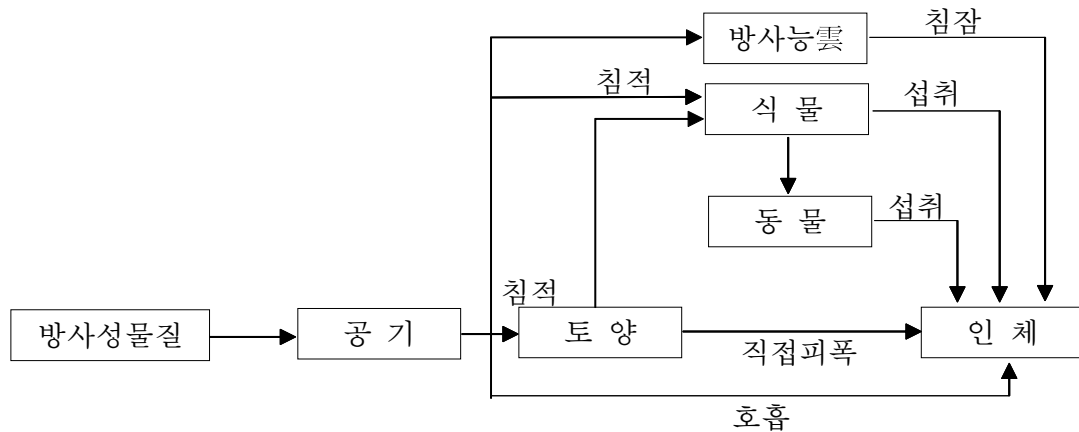 방사능雲
침잠
침적
식 물
섭취
동 물
섭취
침적
방사성물질
공 기
토 양
직접피폭
인 체
호흡